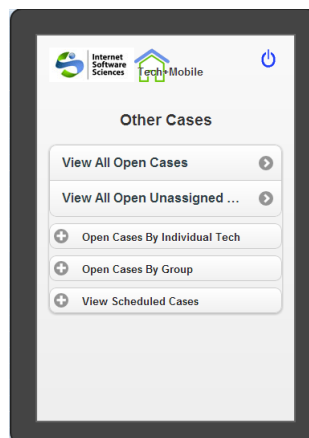 Internet
Software
Sciences
Tech+Mobile
Other Cases
View All Open Cases
View All Open Unassigned ...
Open Cases By Individual Tech
Open Cases By Group
View Scheduled Cases